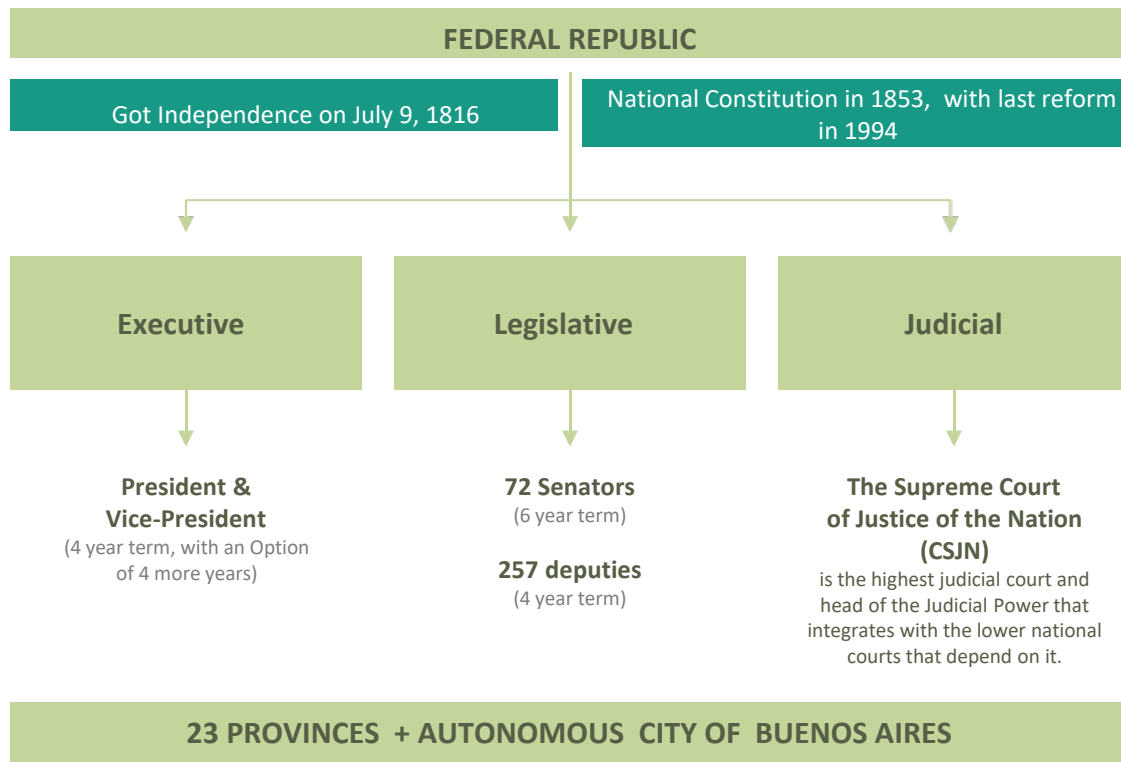 FEDERAL REPUBLIC
Got Independence on July 9, 1816
National Constitution in 1853, with last reform
in 1994
Executive
Legislative
Judicial
President &
Vice-President
(4 year term, with an Option
of 4 more years)
72 Senators
(6 year term)
257 deputies
(4 year term)
The Supreme Court
of Justice of the Nation
(CSJN)
is the highest judicial court and
head of the Judicial Power that
integrates with the lower national
courts that depend on it.
23 PROVINCES + AUTONOMOUS CITY OF BUENOS AIRES